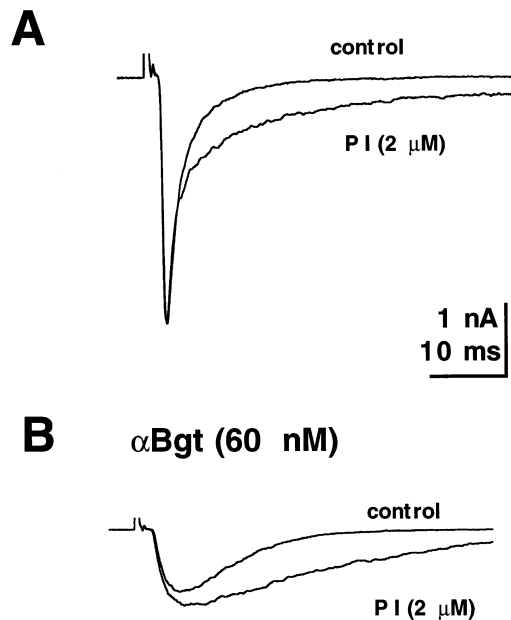 A
control
P I (2 μM)
1 nA
10 ms
B αBgt (60 nM)
control
P I (2 μM)